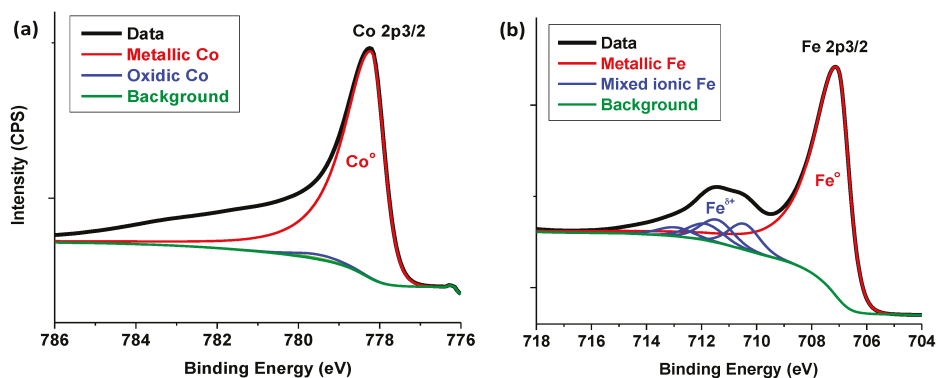 (a)
Data
Metallic Co
Oxidic Co
Background
Co 2p3/2
Co°
Intensity (CPS)
786 784 782 780 778 776
Binding Energy (eV)
(b)
Data
Metallic Fe
Mixed ionic Fe
Background
Fe 2p3/2
Feδ+
Fe°
718 716 714 712 710 708 706 704
Binding Energy (eV)